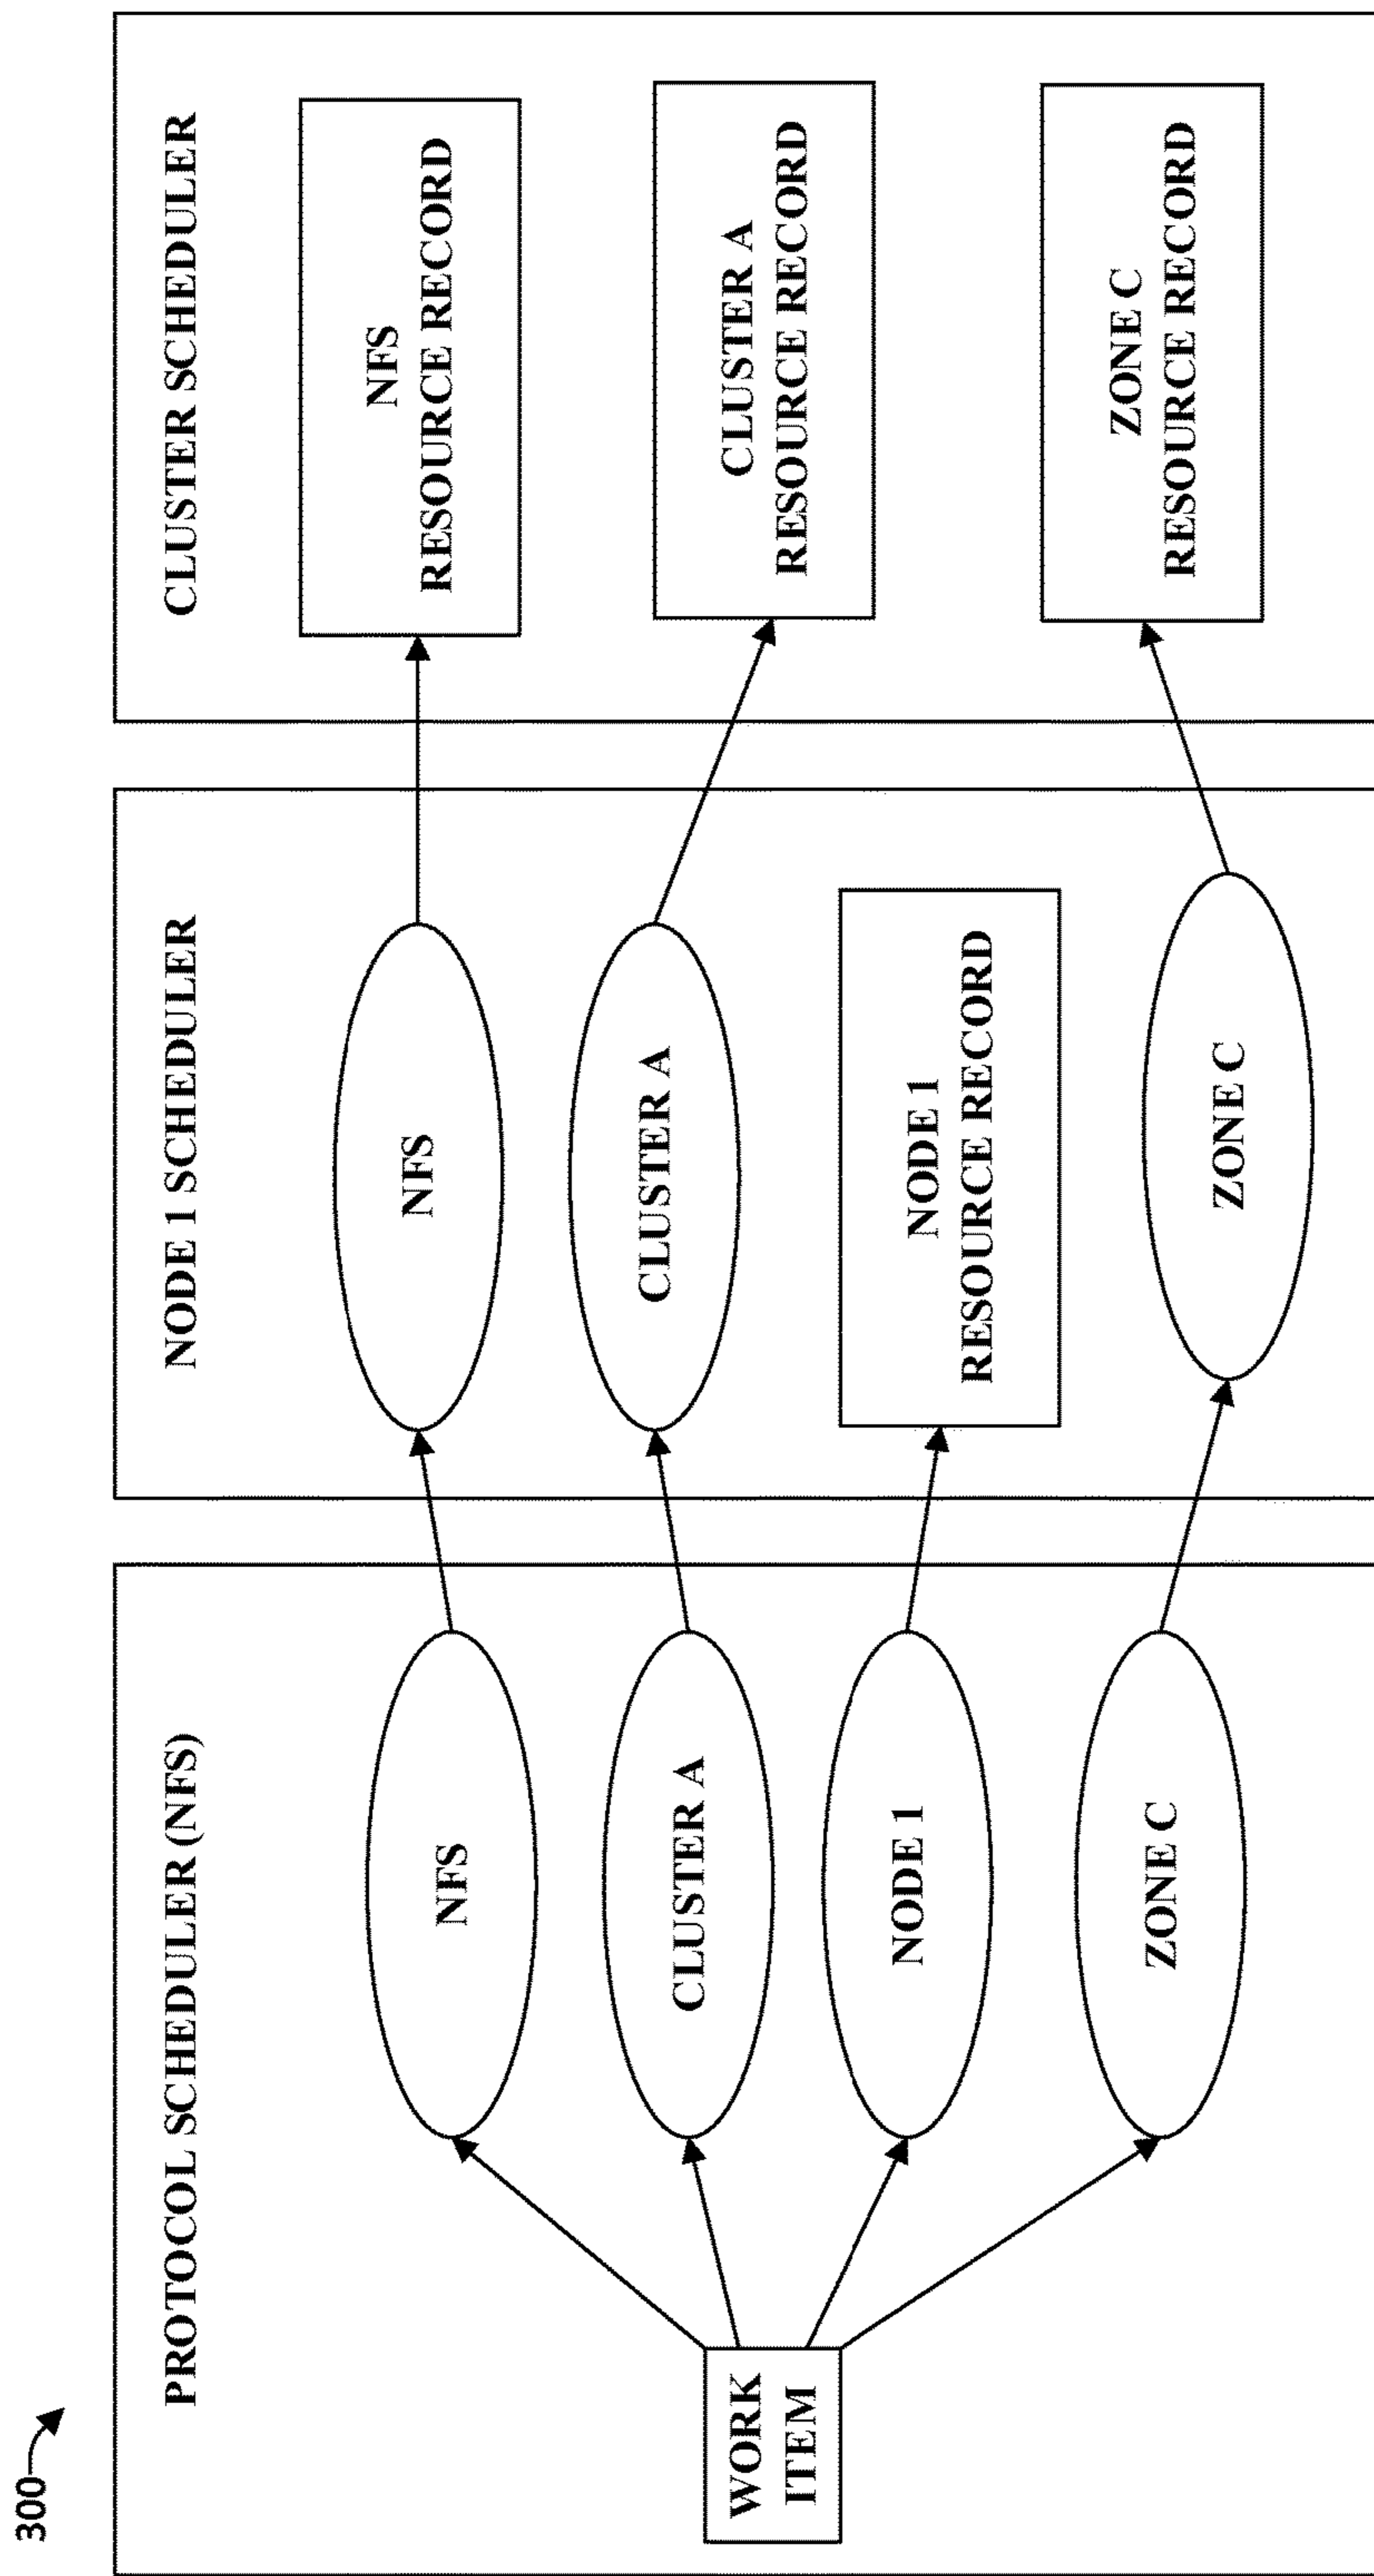 300
PROTOCOL SCHEDULER (NFS)
WORK
ITEM
NFS
CLUSTER A
NODE 1
ZONE C
NODE 1 SCHEDULER
NFS
CLUSTER A
NODE 1
RESOURCE RECORD
ZONE C
CLUSTER SCHEDULER
NFS
RESOURCE RECORD
CLUSTER A
RESOURCE RECORD
ZONE C
RESOURCE RECORD